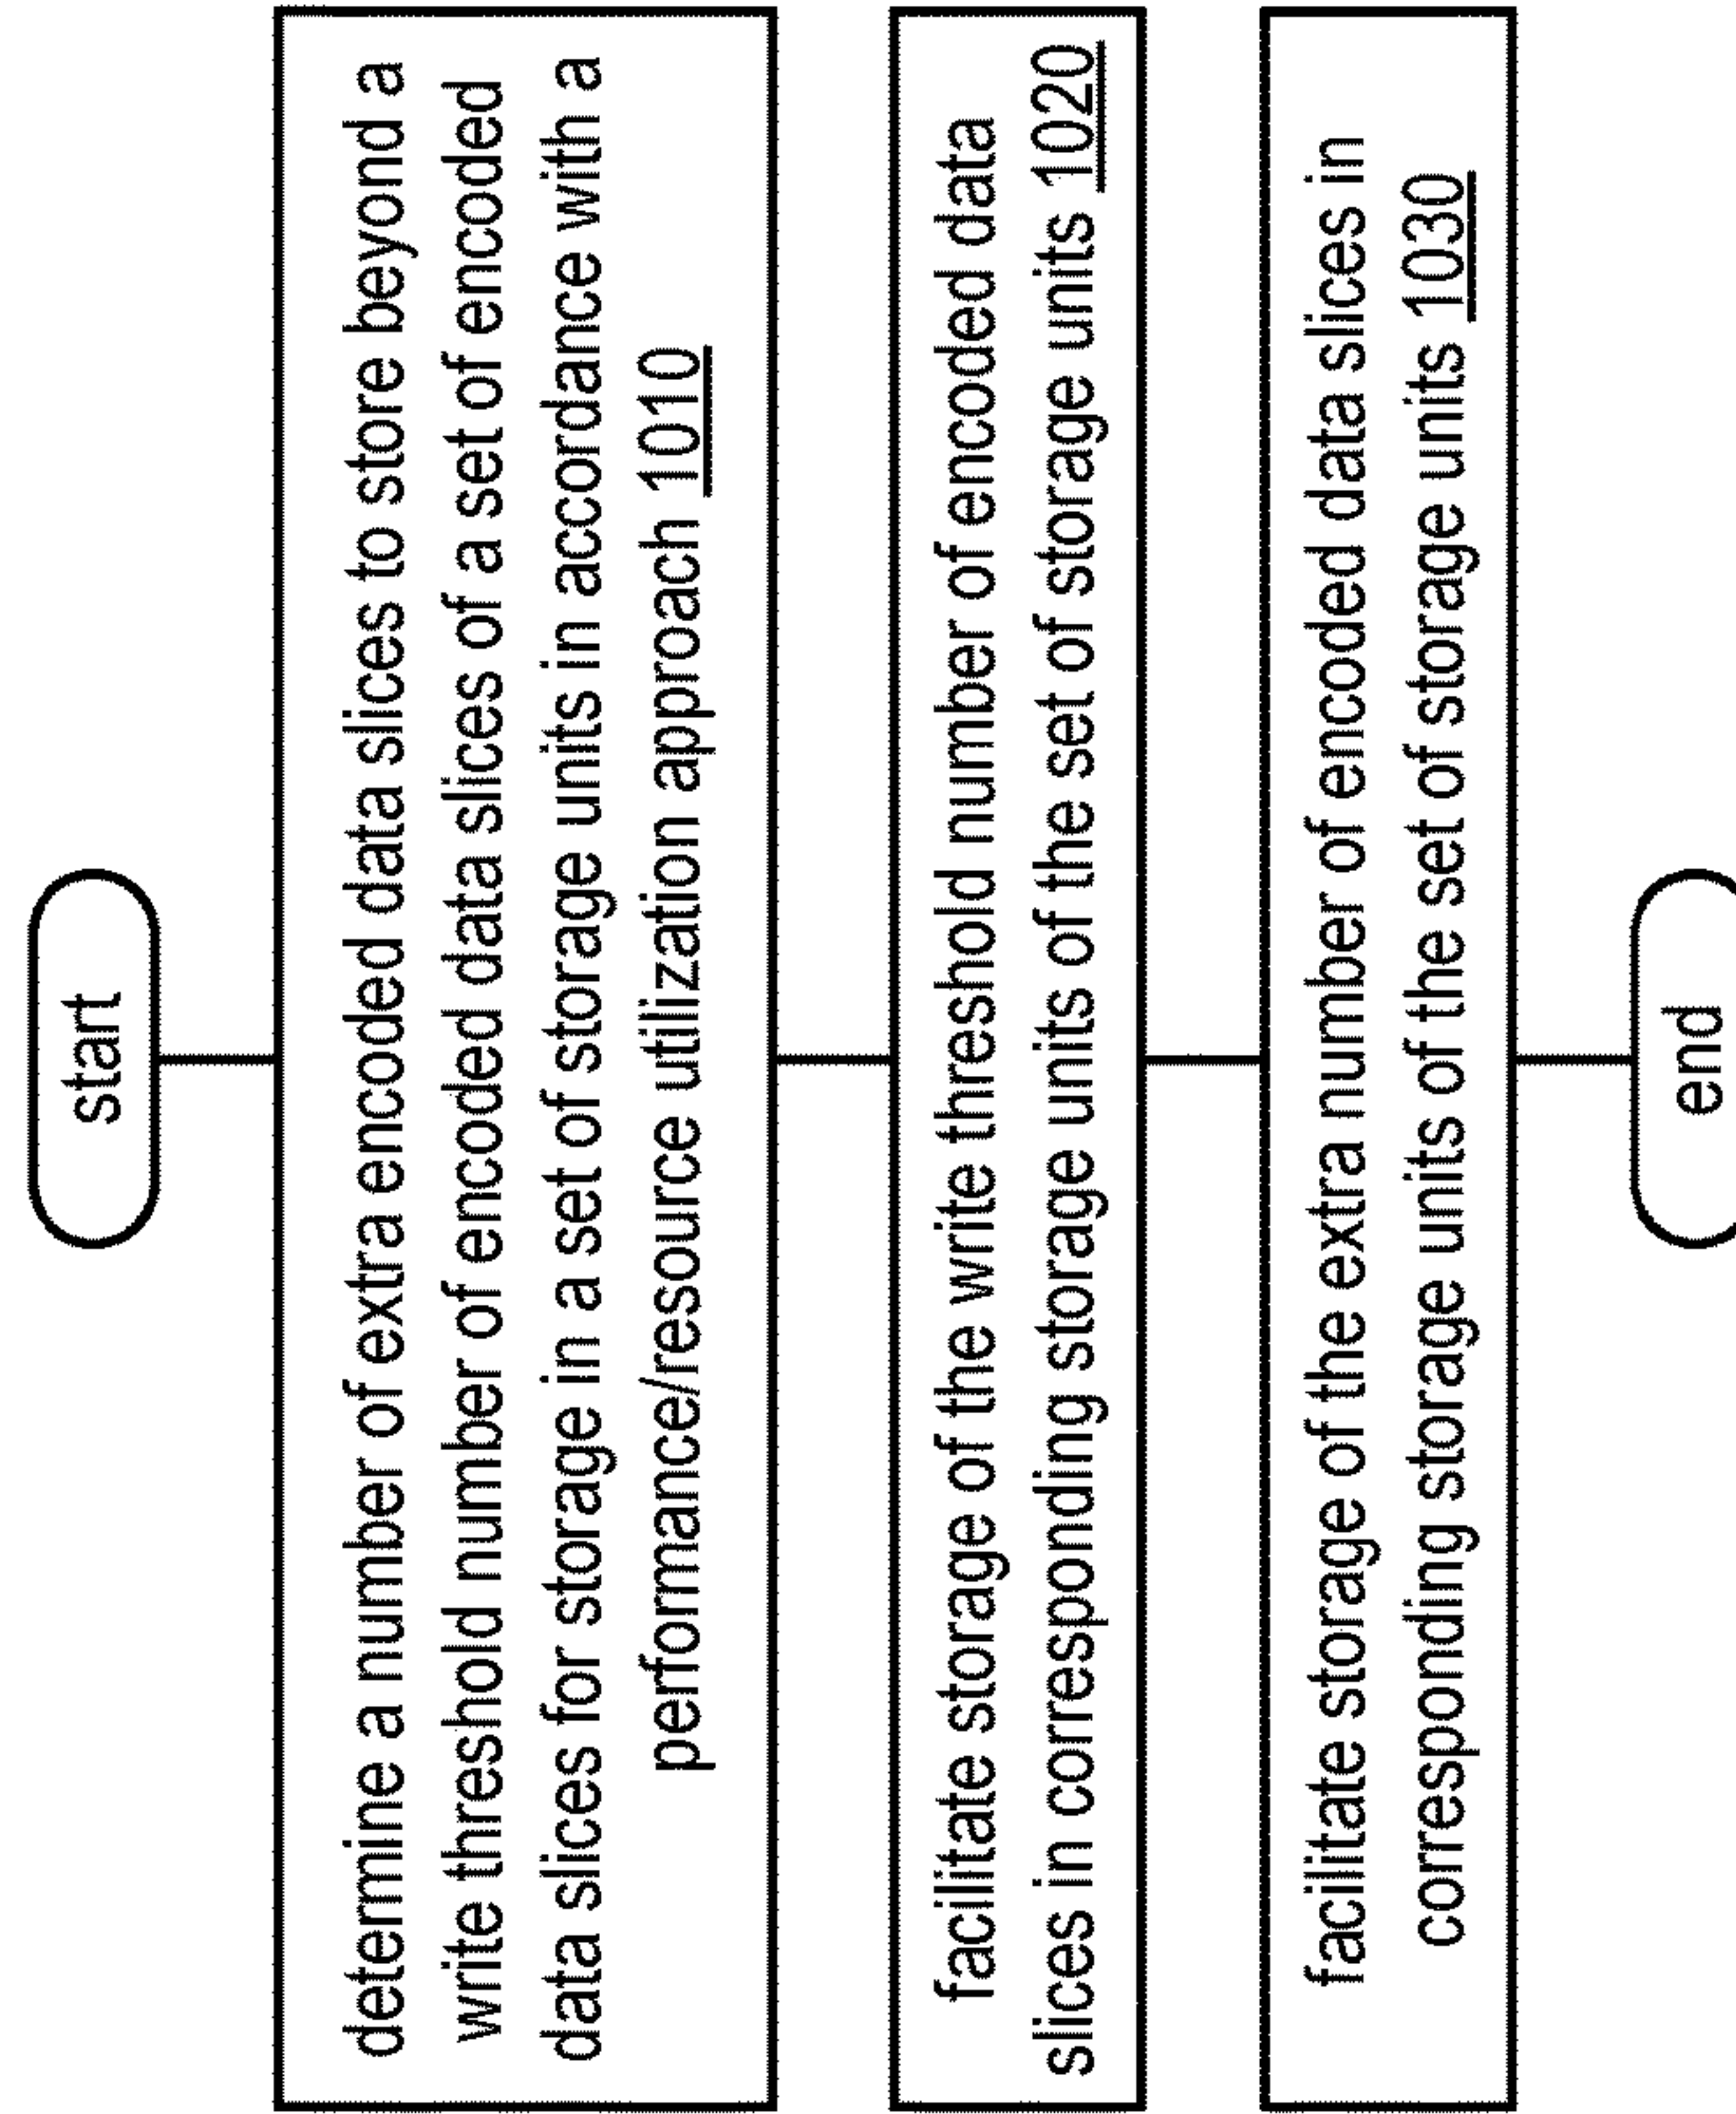 start
determine a number of extra encoded data slices to store beyond a
write threshold number of encoded data slices of a set of encoded
data slices for storage in a set of storage units in accordance with a
performance/resource utilization approach 1010
facilitate storage of the write threshold number of encoded data
slices in corresponding storage units of the set of storage units 1020
facilitate storage of the extra number of encoded data slices in
corresponding storage units of the set of storage units 1030
end